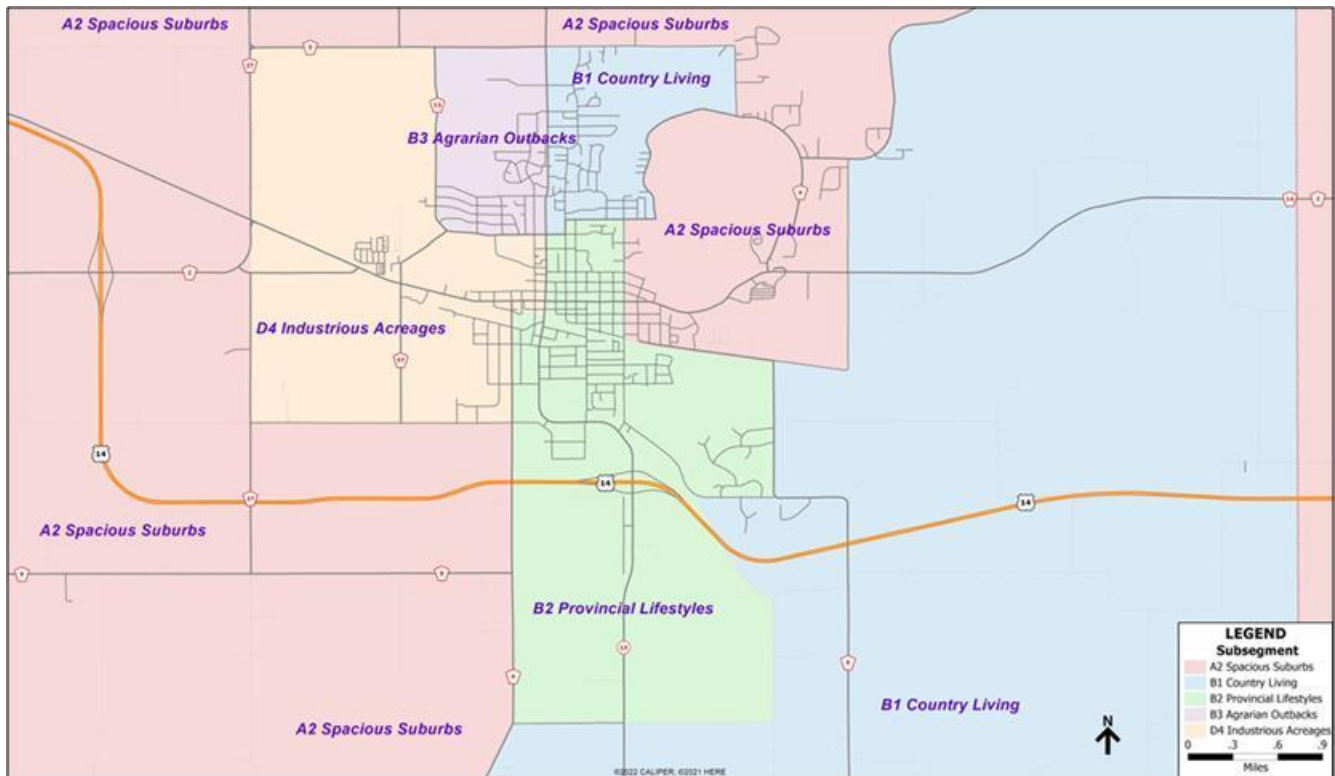 A2 Spacious Suburbs
A2 Spacious Suburbs
5
27
B1 Country Living
B3 Agrarian Outbacks
A2 Spacious Suburbs
2
D4 Industrious Acreages
14
14
14
A2 Spacious Suburbs
B2 Provincial Lifestyles
A2 Spacious Suburbs
B1 Country Living
N
LEGEND
Subsegment
A2 Spacious Suburbs
B1 Country Living
B2 Provincial Lifestyles
B3 Agrarian Outbacks
D4 Industrious Acreages
0 .3 .6 .9
Miles
©2022 CALIPER; ©2021 HERE